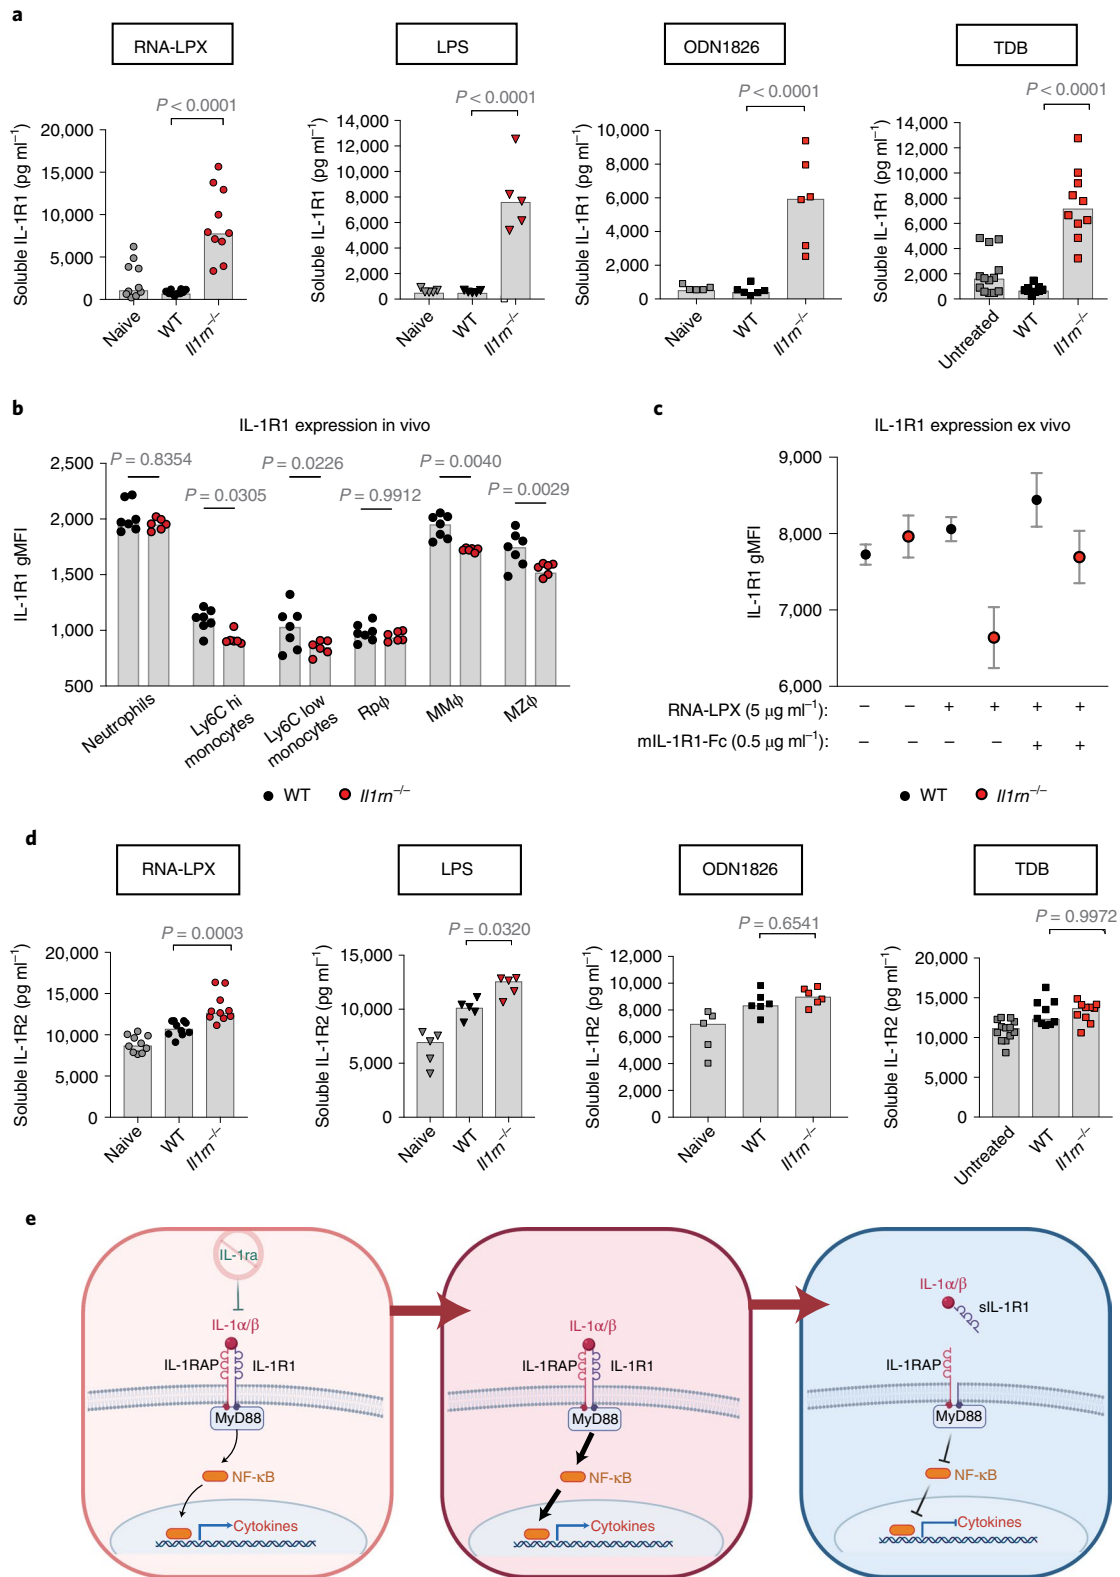 a
RNA-LPX
LPS
ODN1826
TDB
P < 0.0001
P < 0.0001
P < 0.0001
P < 0.0001
Soluble IL-1R1 (pg ml⁻¹)
20,000
15,000
10,000
5,000
0
Naive
WT
Il1rn⁻/⁻
Soluble IL-1R1 (pg ml⁻¹)
14,000
12,000
10,000
8,000
6,000
4,000
2,000
0
Naive
WT
Il1rn⁻/⁻
Soluble IL-1R1 (pg ml⁻¹)
10,000
8,000
6,000
4,000
2,000
0
Naive
WT
Il1rn⁻/⁻
Soluble IL-1R1 (pg ml⁻¹)
14,000
12,000
10,000
8,000
6,000
4,000
2,000
0
Untreated
WT
Il1rn⁻/⁻
b
IL-1R1 expression in vivo
P = 0.8354
P = 0.0305
P = 0.0226
P = 0.9912
P = 0.0040
P = 0.0029
IL-1R1 gMFI
2,500
2,000
1,500
1,000
500
Neutrophils
Ly6C hi
monocytes
Ly6C low
monocytes
Rpϕ
MMϕ
MZϕ
WT
Il1rn⁻/⁻
c
IL-1R1 expression ex vivo
IL-1R1 gMFI
9,000
8,000
7,000
6,000
RNA-LPX (5 µg ml⁻¹): – – + + + +
mIL-1R1-Fc (0.5 µg ml⁻¹): – – – – + +
WT
Il1rn⁻/⁻
d
RNA-LPX
LPS
ODN1826
TDB
P = 0.0003
P = 0.0320
P = 0.6541
P = 0.9972
Soluble IL-1R2 (pg ml⁻¹)
20,000
15,000
10,000
5,000
0
Naive
WT
Il1rn⁻/⁻
Soluble IL-1R2 (pg ml⁻¹)
15,000
10,000
5,000
0
Naive
WT
Il1rn⁻/⁻
Soluble IL-1R2 (pg ml⁻¹)
12,000
10,000
8,000
6,000
4,000
2,000
0
Naive
WT
Il1rn⁻/⁻
Soluble IL-1R2 (pg ml⁻¹)
20,000
15,000
10,000
5,000
0
Untreated
WT
Il1rn⁻/⁻
e
IL-1ra
IL-1α/β
IL-1RAP
IL-1R1
MyD88
NF-κB
Cytokines
IL-1α/β
IL-1RAP
IL-1R1
MyD88
NF-κB
Cytokines
IL-1α/β
sIL-1R1
IL-1RAP
MyD88
NF-κB
Cytokines